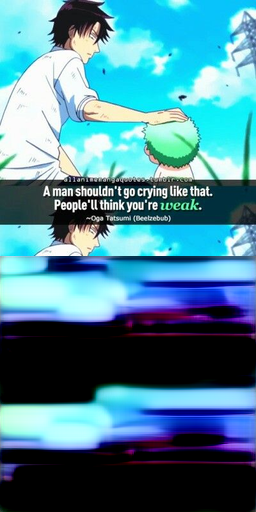 allanimemangaquotes.tumblr.com
A man shouldn't go crying like that.
People'll think you're weak.
~Oga Tatsumi (Beelzebub)